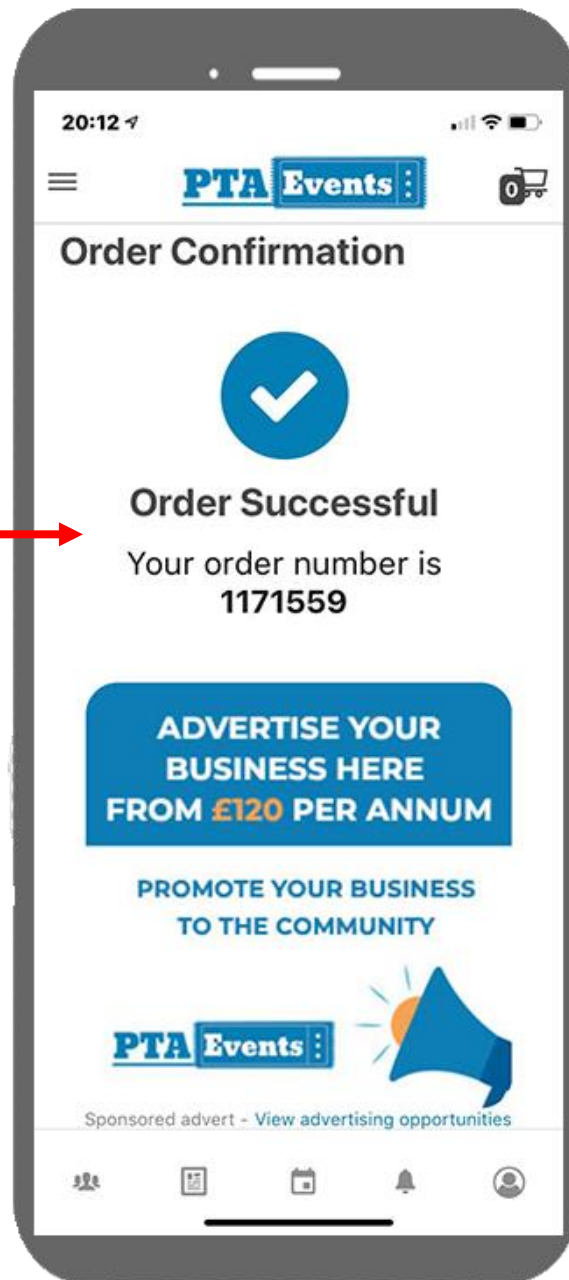 20:12
PTA Events
0
Order Confirmation
Order Successful
Your order number is
1171559
ADVERTISE YOUR
BUSINESS HERE
FROM £120 PER ANNUM
PROMOTE YOUR BUSINESS
TO THE COMMUNITY
PTA Events
Sponsored advert - View advertising opportunities